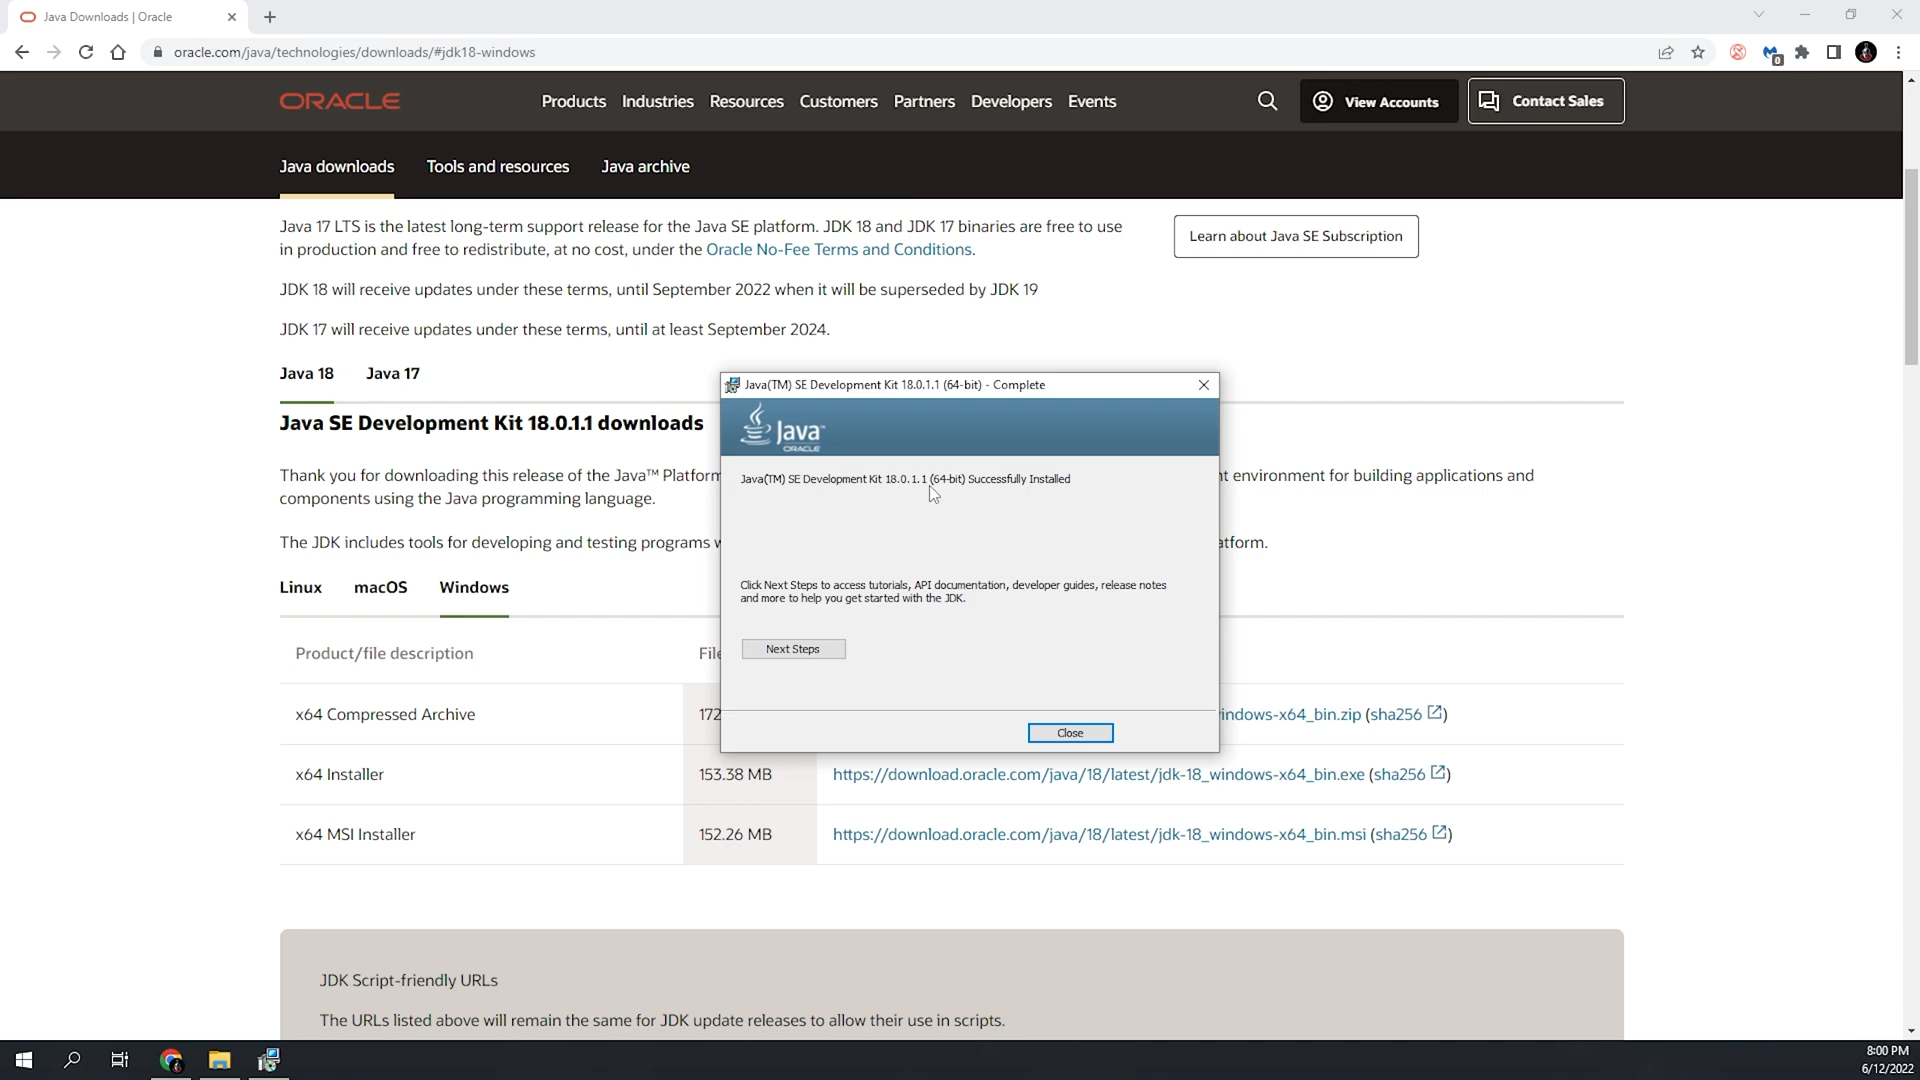 Java Downloads | Oracle
oracle.com/java/technologies/downloads/#jdk18-windows
0
ORACLE
Products Industries Resources Customers Partners Developers Events
View Accounts
Contact Sales
Java downloads Tools and resources Java archive
Java 17 LTS is the latest long-term support release for the Java SE platform. JDK 18 and JDK 17 binaries are free to use
in production and free to redistribute, at no cost, under the Oracle No-Fee Terms and Conditions.
Learn about Java SE Subscription
JDK 18 will receive updates under these terms, until September 2022 when it will be superseded by JDK 19
JDK 17 will receive updates under these terms, until at least September 2024.
Java 18 Java 17
Java SE Development Kit 18.0.1.1 downloads
Thank you for downloading this release of the Java™ Platform
t environment for building applications and
components using the Java programming language.
The JDK includes tools for developing and testing programs w
atform.
Linux macOS Windows
Product/file description
File
x64 Compressed Archive
172
indows-x64_bin.zip (sha256)
x64 Installer
153.38 MB
https://download.oracle.com/java/18/latest/jdk-18_windows-x64_bin.exe (sha256)
x64 MSI Installer
152.26 MB
https://download.oracle.com/java/18/latest/jdk-18_windows-x64_bin.msi (sha256)
JDK Script-friendly URLs
The URLs listed above will remain the same for JDK update releases to allow their use in scripts.
Java(TM) SE Development Kit 18.0.1.1 (64-bit) - Complete
Java™
ORACLE
Java(TM) SE Development Kit 18.0.1.1 (64-bit) Successfully Installed
Click Next Steps to access tutorials, API documentation, developer guides, release notes
and more to help you get started with the JDK.
Next Steps
Close
8:00 PM
6/12/2022